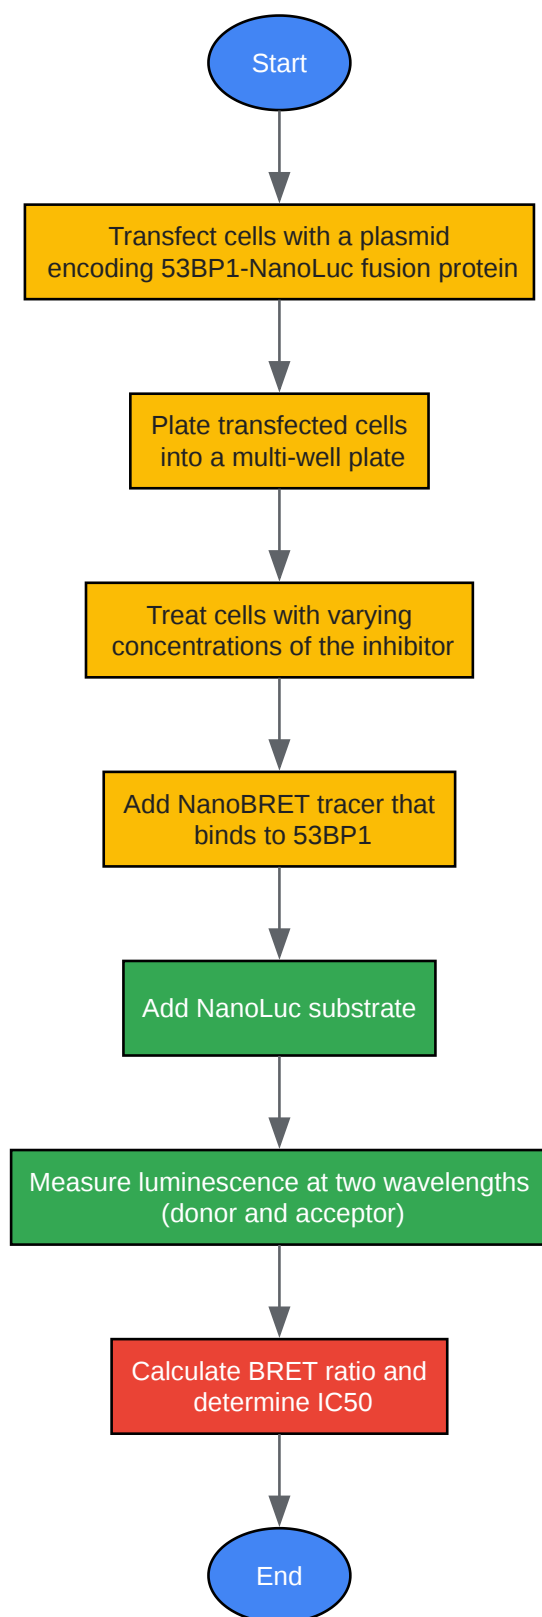 Start
Transfect cells with a plasmid
encoding 53BP1-NanoLuc fusion protein
Plate transfected cells
into a multi-well plate
Treat cells with varying
concentrations of the inhibitor
Add NanoBRET tracer that
binds to 53BP1
Add NanoLuc substrate
Measure luminescence at two wavelengths
(donor and acceptor)
Calculate BRET ratio and
determine IC50
End